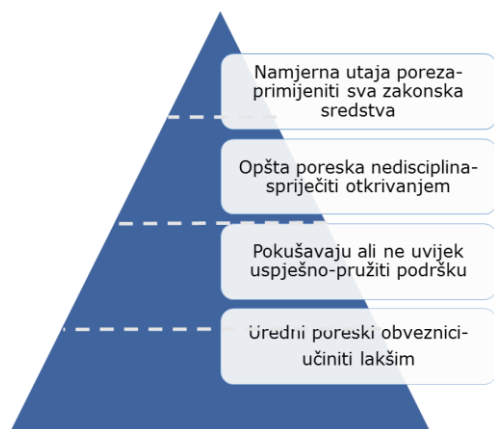 Namjerna utaja poreza-
primijeniti sva zakonska
sredstva
Opšta poreska nedisciplina-
spriječiti otkrivanjem
Pokušavaju ali ne uvijek
uspješno-pružiti podršku
Uredni poreski obveznici-
učiniti lakšim